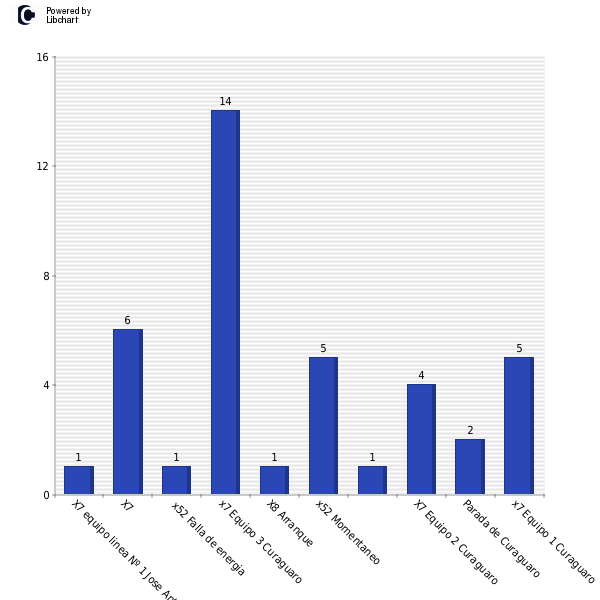 Powered by
Libchart
16
12
8
4
0
1
6
1
14
1
5
1
4
2
5
X7 equipo linea Nº 1 Jose
X7
x52 Falla de energia
x7 Equipo 3 Curaguaro
X8 Arranque
x52 Momentaneo
X7 Equipo 2 Curaguaro
Parada de Curaguaro
x7 Equipo 1 Curaguaro